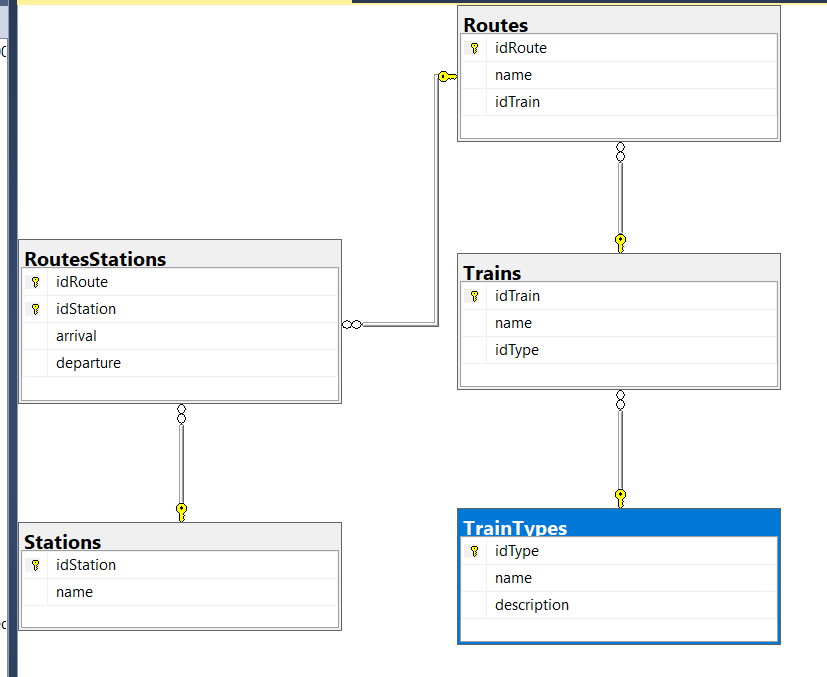 Routes
idRoute
name
idTrain
RoutesStations
idRoute
idStation
arrival
departure
Trains
idTrain
name
idType
Stations
idStation
name
TrainTypes
idType
name
description